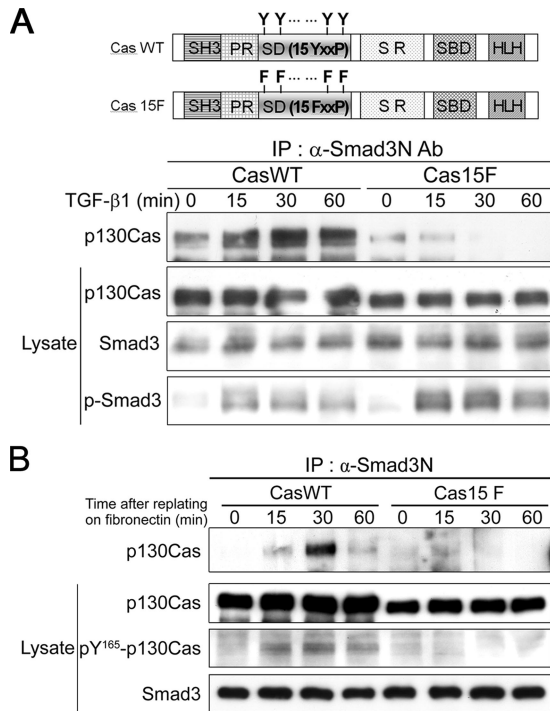 A
Y Y ... ... Y Y
Cas WT SH3 PR SD (15 YxxP) S R SBD HLH
F F ... ... F F
Cas 15F SH3 PR SD (15 FxxP) S R SBD HLH
IP : α-Smad3N Ab
CasWT Cas15F
TGF-β1 (min) 0 15 30 60 0 15 30 60
p130Cas
p130Cas
Lysate Smad3
p-Smad3
B
IP : α-Smad3N
CasWT Cas15 F
Time after replating
on fibronectin (min) 0 15 30 60 0 15 30 60
p130Cas
p130Cas
Lysate pY¹⁶⁵-p130Cas
Smad3